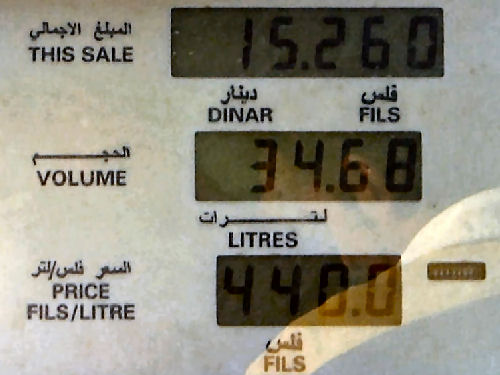 المبلغ الاجمالي
THIS SALE
15.260
دينار فلس
DINAR FILS
الحجم
VOLUME
34.68
لترات
LITRES
السعر فلس/لتر
PRICE
FILS/LITRE
440.0
فلس
FILS